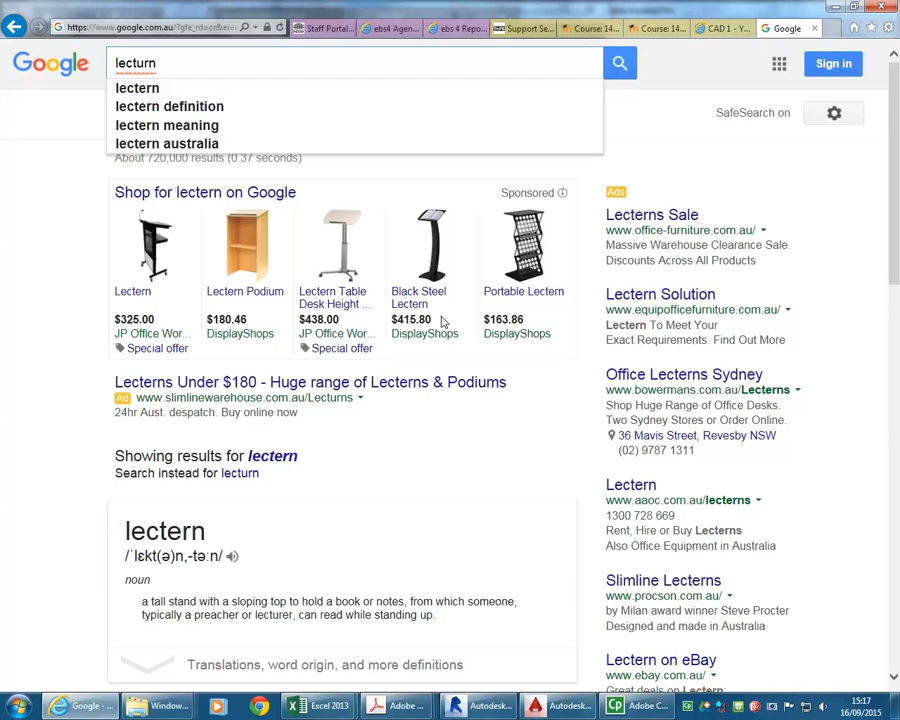 https://www.google.com.au/?gfe_rd=cr&ei=
Staff Portal...
ebs4 Agen...
ebs 4 Repo...
Support Se...
Course: 14...
Course: 14...
CAD 1 - Y...
Google
Google
lecturn
Sign in
lectern
lectern definition
lectern meaning
lectern australia
SafeSearch on
About 720,000 results (0.37 seconds)
Shop for lectern on Google
Sponsored
Lectern
$325.00
JP Office Wor...
Special offer
Lectern Podium
$180.46
DisplayShops
Lectern Table
Desk Height ...
$438.00
JP Office Wor...
Special offer
Black Steel
Lectern
$415.80
DisplayShops
Portable Lectern
$163.86
DisplayShops
Lecterns Under $180 - Huge range of Lecterns & Podiums
Ad www.slimlinewarehouse.com.au/Lecturns
24hr Aust. despatch. Buy online now
Showing results for lectern
Search instead for lecturn
lectern
/ˈlɛkt(ə)n,-təːn/
noun
a tall stand with a sloping top to hold a book or notes, from which someone,
typically a preacher or lecturer, can read while standing up.
Translations, word origin, and more definitions
Ads
Lecterns Sale
www.office-furniture.com.au/
Massive Warehouse Clearance Sale.
Discounts Across All Products
Lectern Solution
www.equipofficefurniture.com.au/
Lectern To Meet Your
Exact Requirements. Find Out More
Office Lecterns Sydney
www.bowermans.com.au/Lecterns
Shop Huge Range of Office Desks.
Two Sydney Stores or Order Online.
36 Mavis Street, Revesby NSW
(02) 9787 1311
Lectern
www.aaoc.com.au/lecterns
1300 728 669
Rent, Hire or Buy Lecterns
Also Office Equipment in Australia
Slimline Lecterns
www.procson.com.au/
by Milan award winner Steve Procter
Designed and made in Australia
Lectern on eBay
www.ebay.com.au/
Great deals on Lectern
Google - ...
Window...
Excel 2013
Adobe ...
Autodesk...
Autodesk...
Cp Adobe C...
15:17
16/09/2015